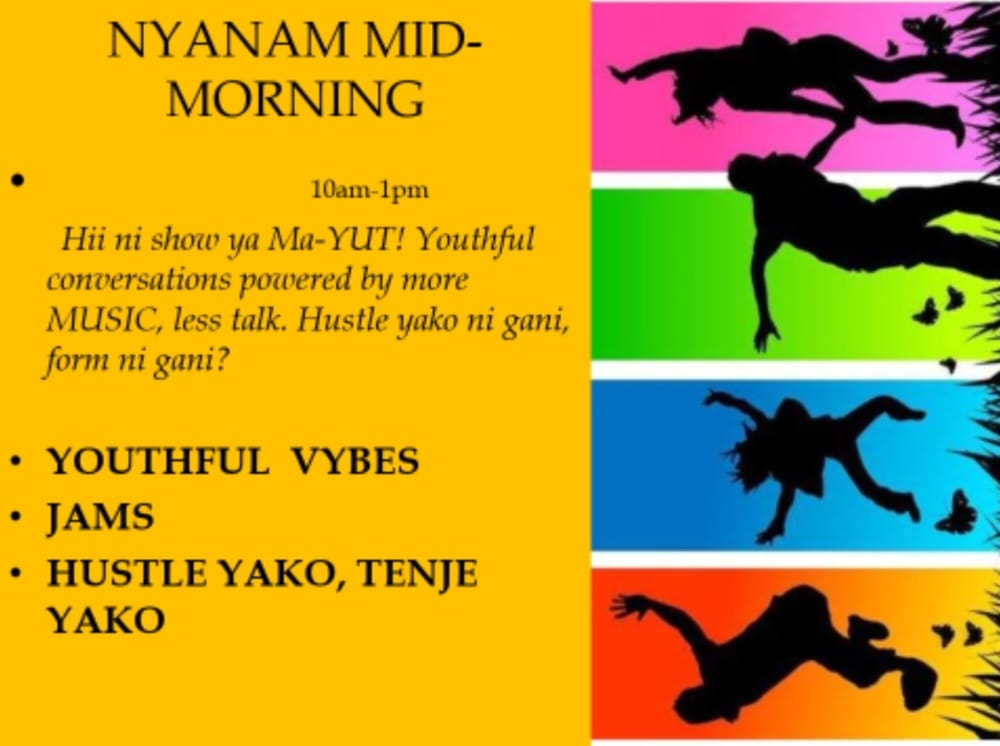 NYANAM MID-
MORNING
• 10am-1pm
Hii ni show ya Ma-YUT! Youthful
conversations powered by more
MUSIC, less talk. Hustle yako ni gani,
form ni gani?
• YOUTHFUL VYBES
• JAMS
• HUSTLE YAKO, TENJE
YAKO